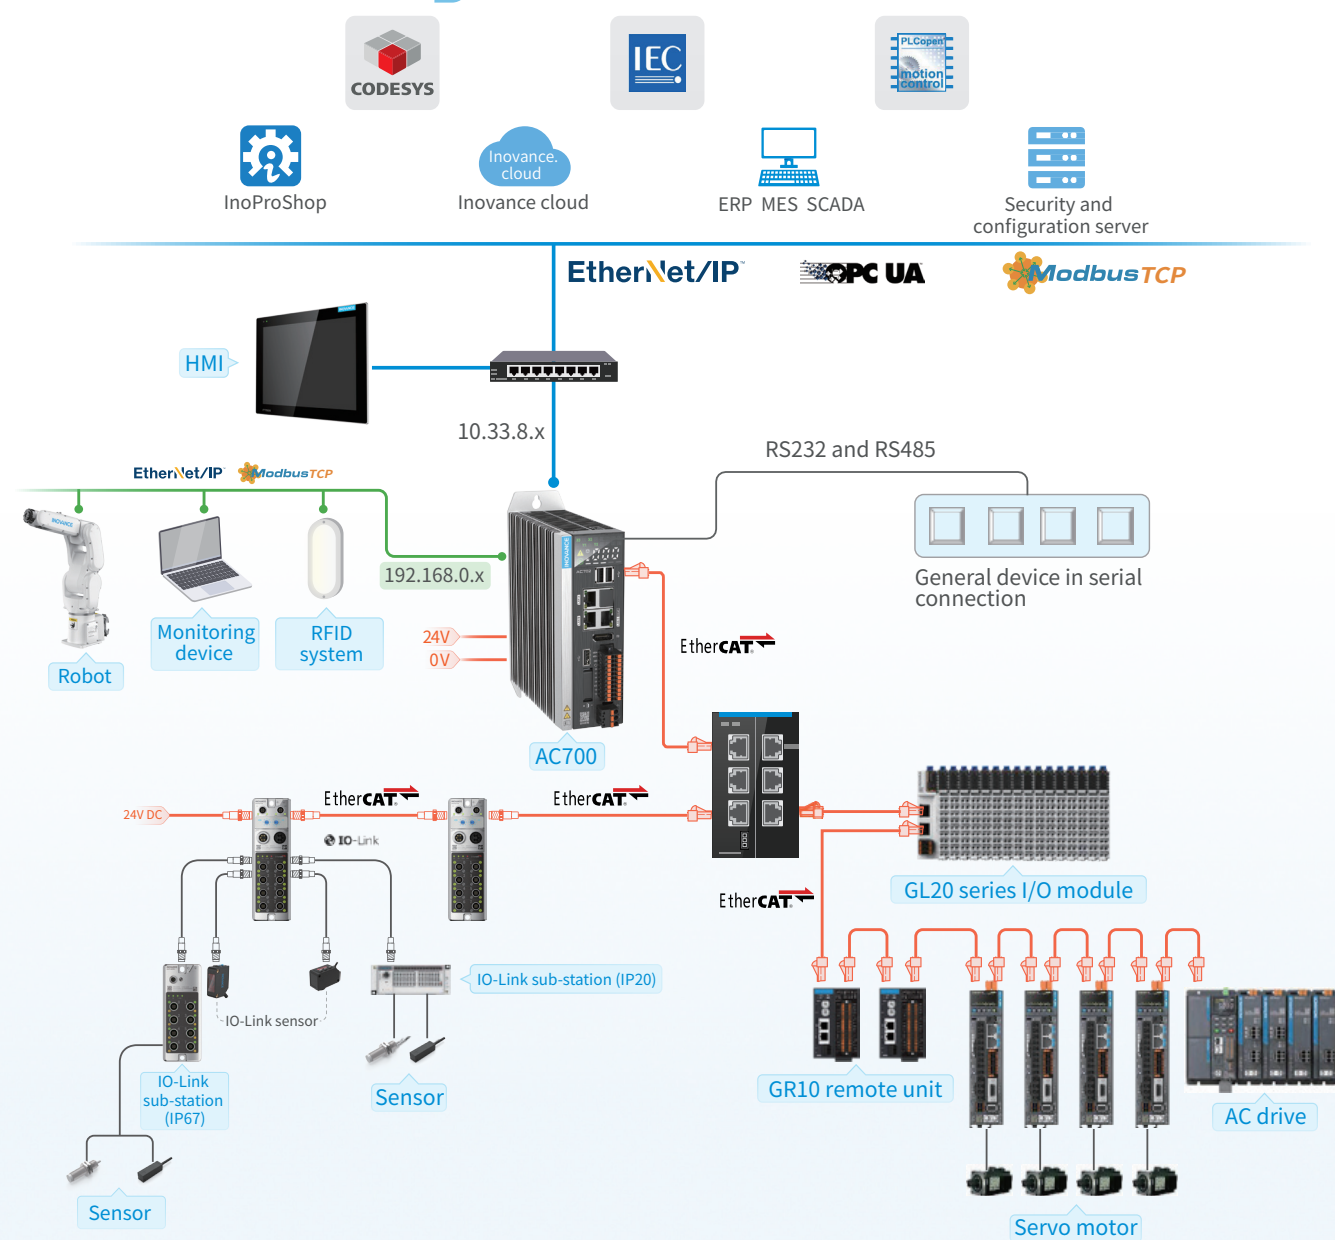 CODESYS
IEC
PLCopen
motion
control
InoProShop
Inovance.
cloud
Inovance cloud
ERP MES SCADA
Security and
configuration server
EtherNet/IP
OPC UA
ModbusTCP
HMI
10.33.8.x
RS232 and RS485
EtherNet/IP
ModbusTCP
INOVANCE
INOVANCE
192.168.0.x
General device in serial
connection
Monitoring
device
RFID
system
Robot
24V
0V
EtherCAT
AC700
EtherCAT
EtherCAT
24V DC
IO-Link
EtherCAT
GL20 series I/O module
IO-Link sub-station (IP20)
IO-Link sensor
IO-Link
sub-station
(IP67)
Sensor
GR10 remote unit
AC drive
Sensor
Servo motor